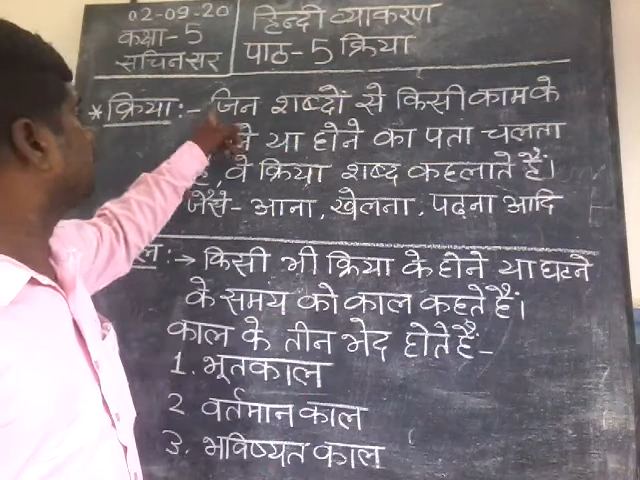 02-09-20
कक्षा-5
सचिन सर
हिन्दी व्याकरण
पाठ-5 क्रिया
* क्रिया :- जिन शब्दों से किसी काम के
या होने का पता चलता
है, वे क्रिया शब्द कहलाते हैं।
जैसे- आना, खेलना, पढ़ना आदि
:→ किसी भी क्रिया के होने या घटने
के समय को काल कहते हैं।
काल के तीन भेद होते हैं-
1. भूतकाल
2 वर्तमान काल
3. भविष्यत काल